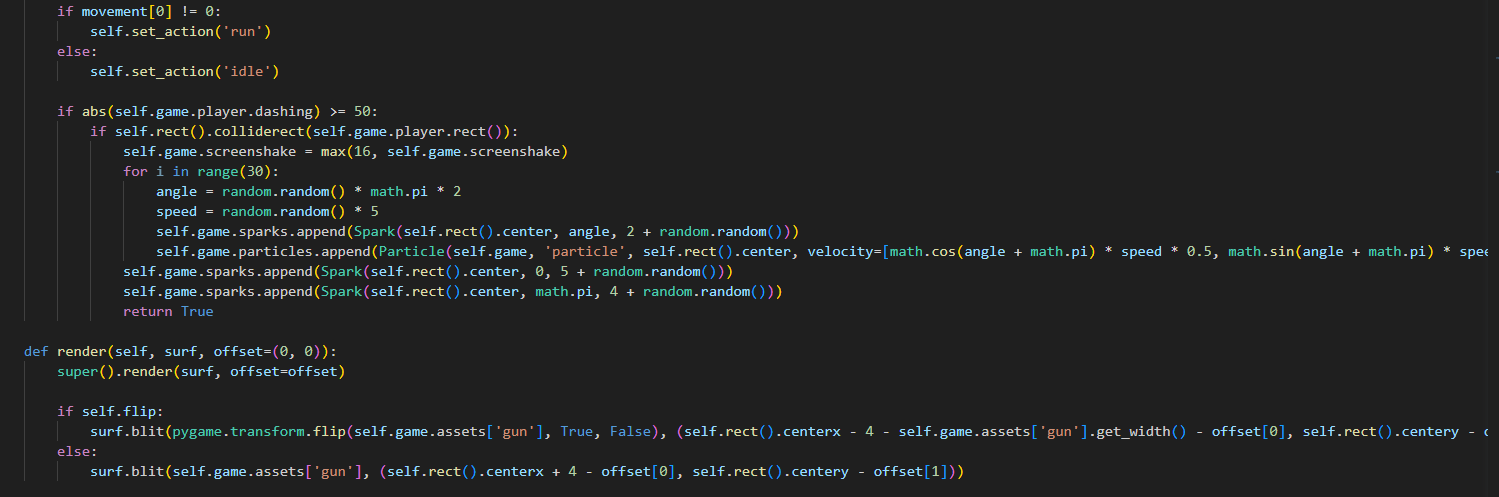 if movement[0] != 0:
self.set_action('run')
else:
self.set_action('idle')
if abs(self.game.player.dashing) >= 50:
if self.rect().colliderect(self.game.player.rect()):
self.game.screenshake = max(16, self.game.screenshake)
for i in range(30):
angle = random.random() * math.pi * 2
speed = random.random() * 5
self.game.sparks.append(Spark(self.rect().center, angle, 2 + random.random()))
self.game.particles.append(Particle(self.game, 'particle', self.rect().center, velocity=[math.cos(angle + math.pi) * speed * 0.5, math.sin(angle + math.pi) *
self.game.sparks.append(Spark(self.rect().center, 0, 5 + random.random()))
self.game.sparks.append(Spark(self.rect().center, math.pi, 4 + random.random()))
return True
def render(self, surf, offset=(0, 0)):
super().render(surf, offset=offset)
if self.flip:
surf.blit(pygame.transform.flip(self.game.assets['gun'], True, False), (self.rect().centerx - 4 - self.game.assets['gun'].get_width() - offset[0], self.rect().centery -
else:
surf.blit(self.game.assets['gun'], (self.rect().centerx + 4 - offset[0], self.rect().centery - offset[1]))